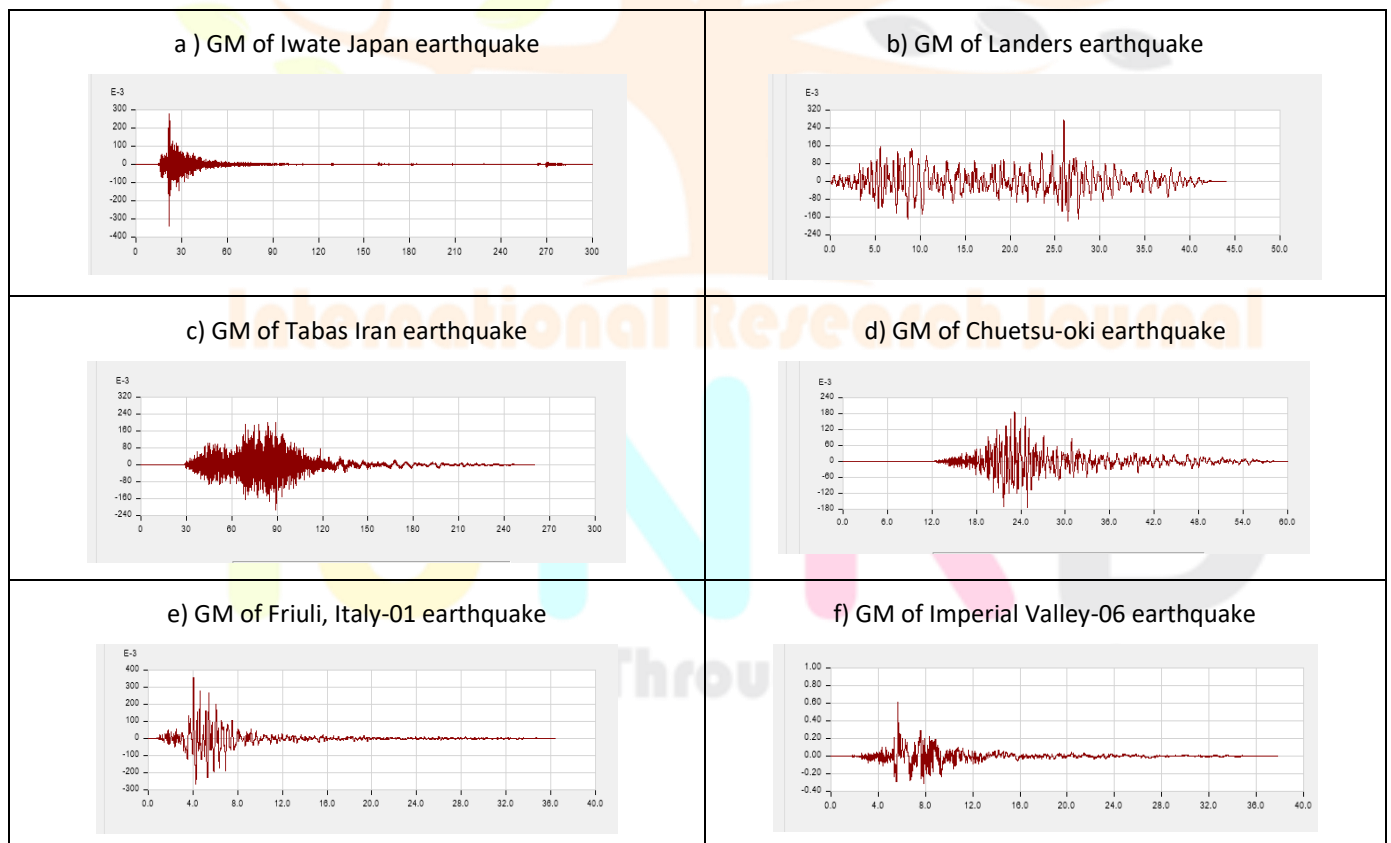 a ) GM of Iwate Japan earthquake
E-3
300
200
100
0
-100
-200
-300
-400
0 30 60 90 120 150 180 210 240 270 300
b) GM of Landers earthquake
E-3
320
240
160
80
0
-80
-160
-240
0.0 5.0 10.0 15.0 20.0 25.0 30.0 35.0 40.0 45.0 50.0
International Research Journal
c) GM of Tabas Iran earthquake
E-3
320
240
160
80
0
-80
-160
-240
0 30 60 90 120 150 180 210 240 270 300
d) GM of Chuetsu-oki earthquake
E-3
240
180
120
60
0
-60
-120
-180
0.0 6.0 12.0 18.0 24.0 30.0 36.0 42.0 48.0 54.0 60.0
e) GM of Friuli, Italy-01 earthquake
E-3
400
300
200
100
0
-100
-200
-300
0.0 4.0 8.0 12.0 16.0 20.0 24.0 28.0 32.0 36.0 40.0
f) GM of Imperial Valley-06 earthquake
1.00
0.80
0.60
0.40
0.20
0.00
-0.20
-0.40
0.0 4.0 8.0 12.0 16.0 20.0 24.0 28.0 32.0 36.0 40.0